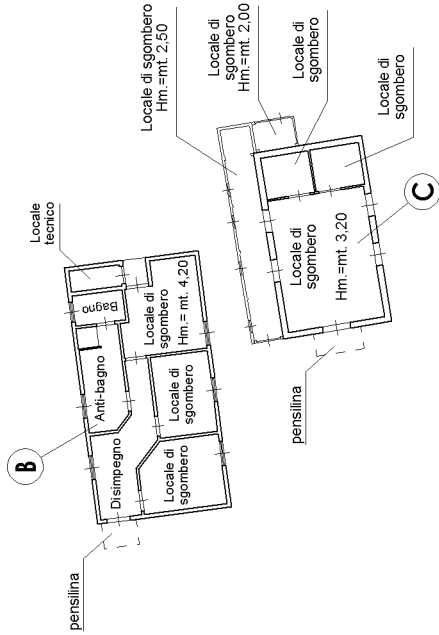 Locale di sgombero
Hm.=mt. 2,50
Locale di
sgombero
Hm.=mt. 2,00
Locale di
sgombero
Locale di
sgombero
Locale
tecnico
Bagno
Anti-bagno
Locale di
sgombero
Hm.= mt. 4,20
Disimpegno
Locale di
sgombero
Locale di
sgombero
B
pensilina
Locale di
sgombero
Hm.=mt. 3,20
C
pensilina